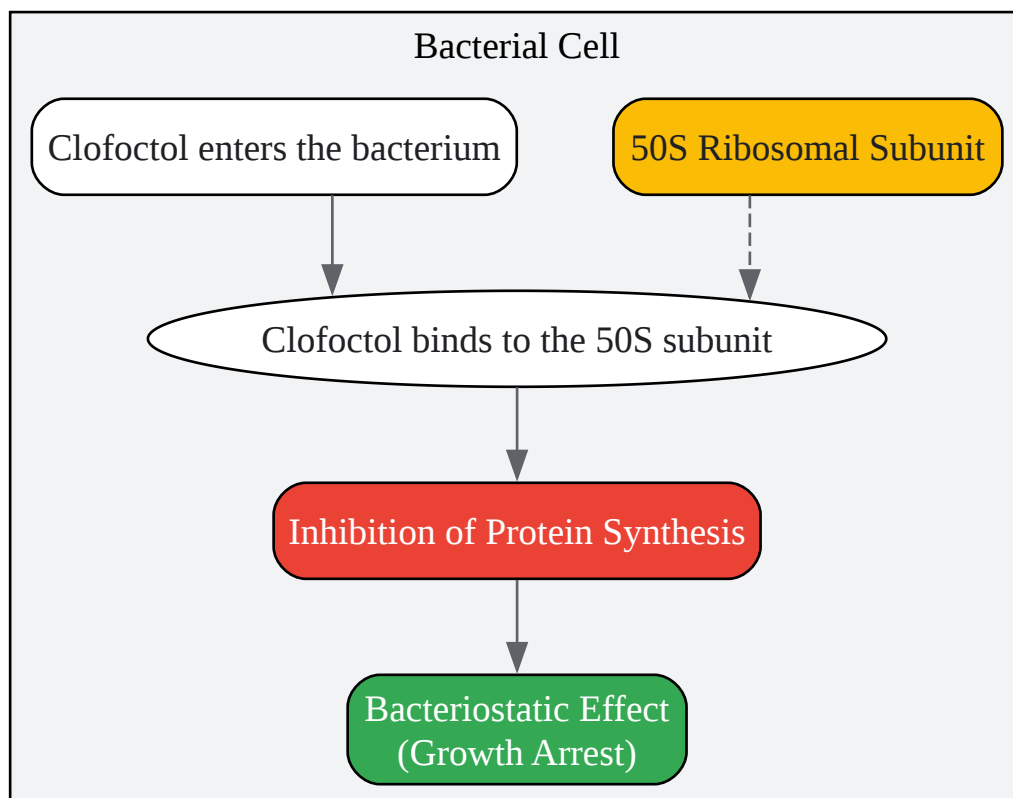 Bacterial Cell
Clofoctol enters the bacterium
50S Ribosomal Subunit
Clofoctol binds to the 50S subunit
Inhibition of Protein Synthesis
Bacteriostatic Effect
(Growth Arrest)